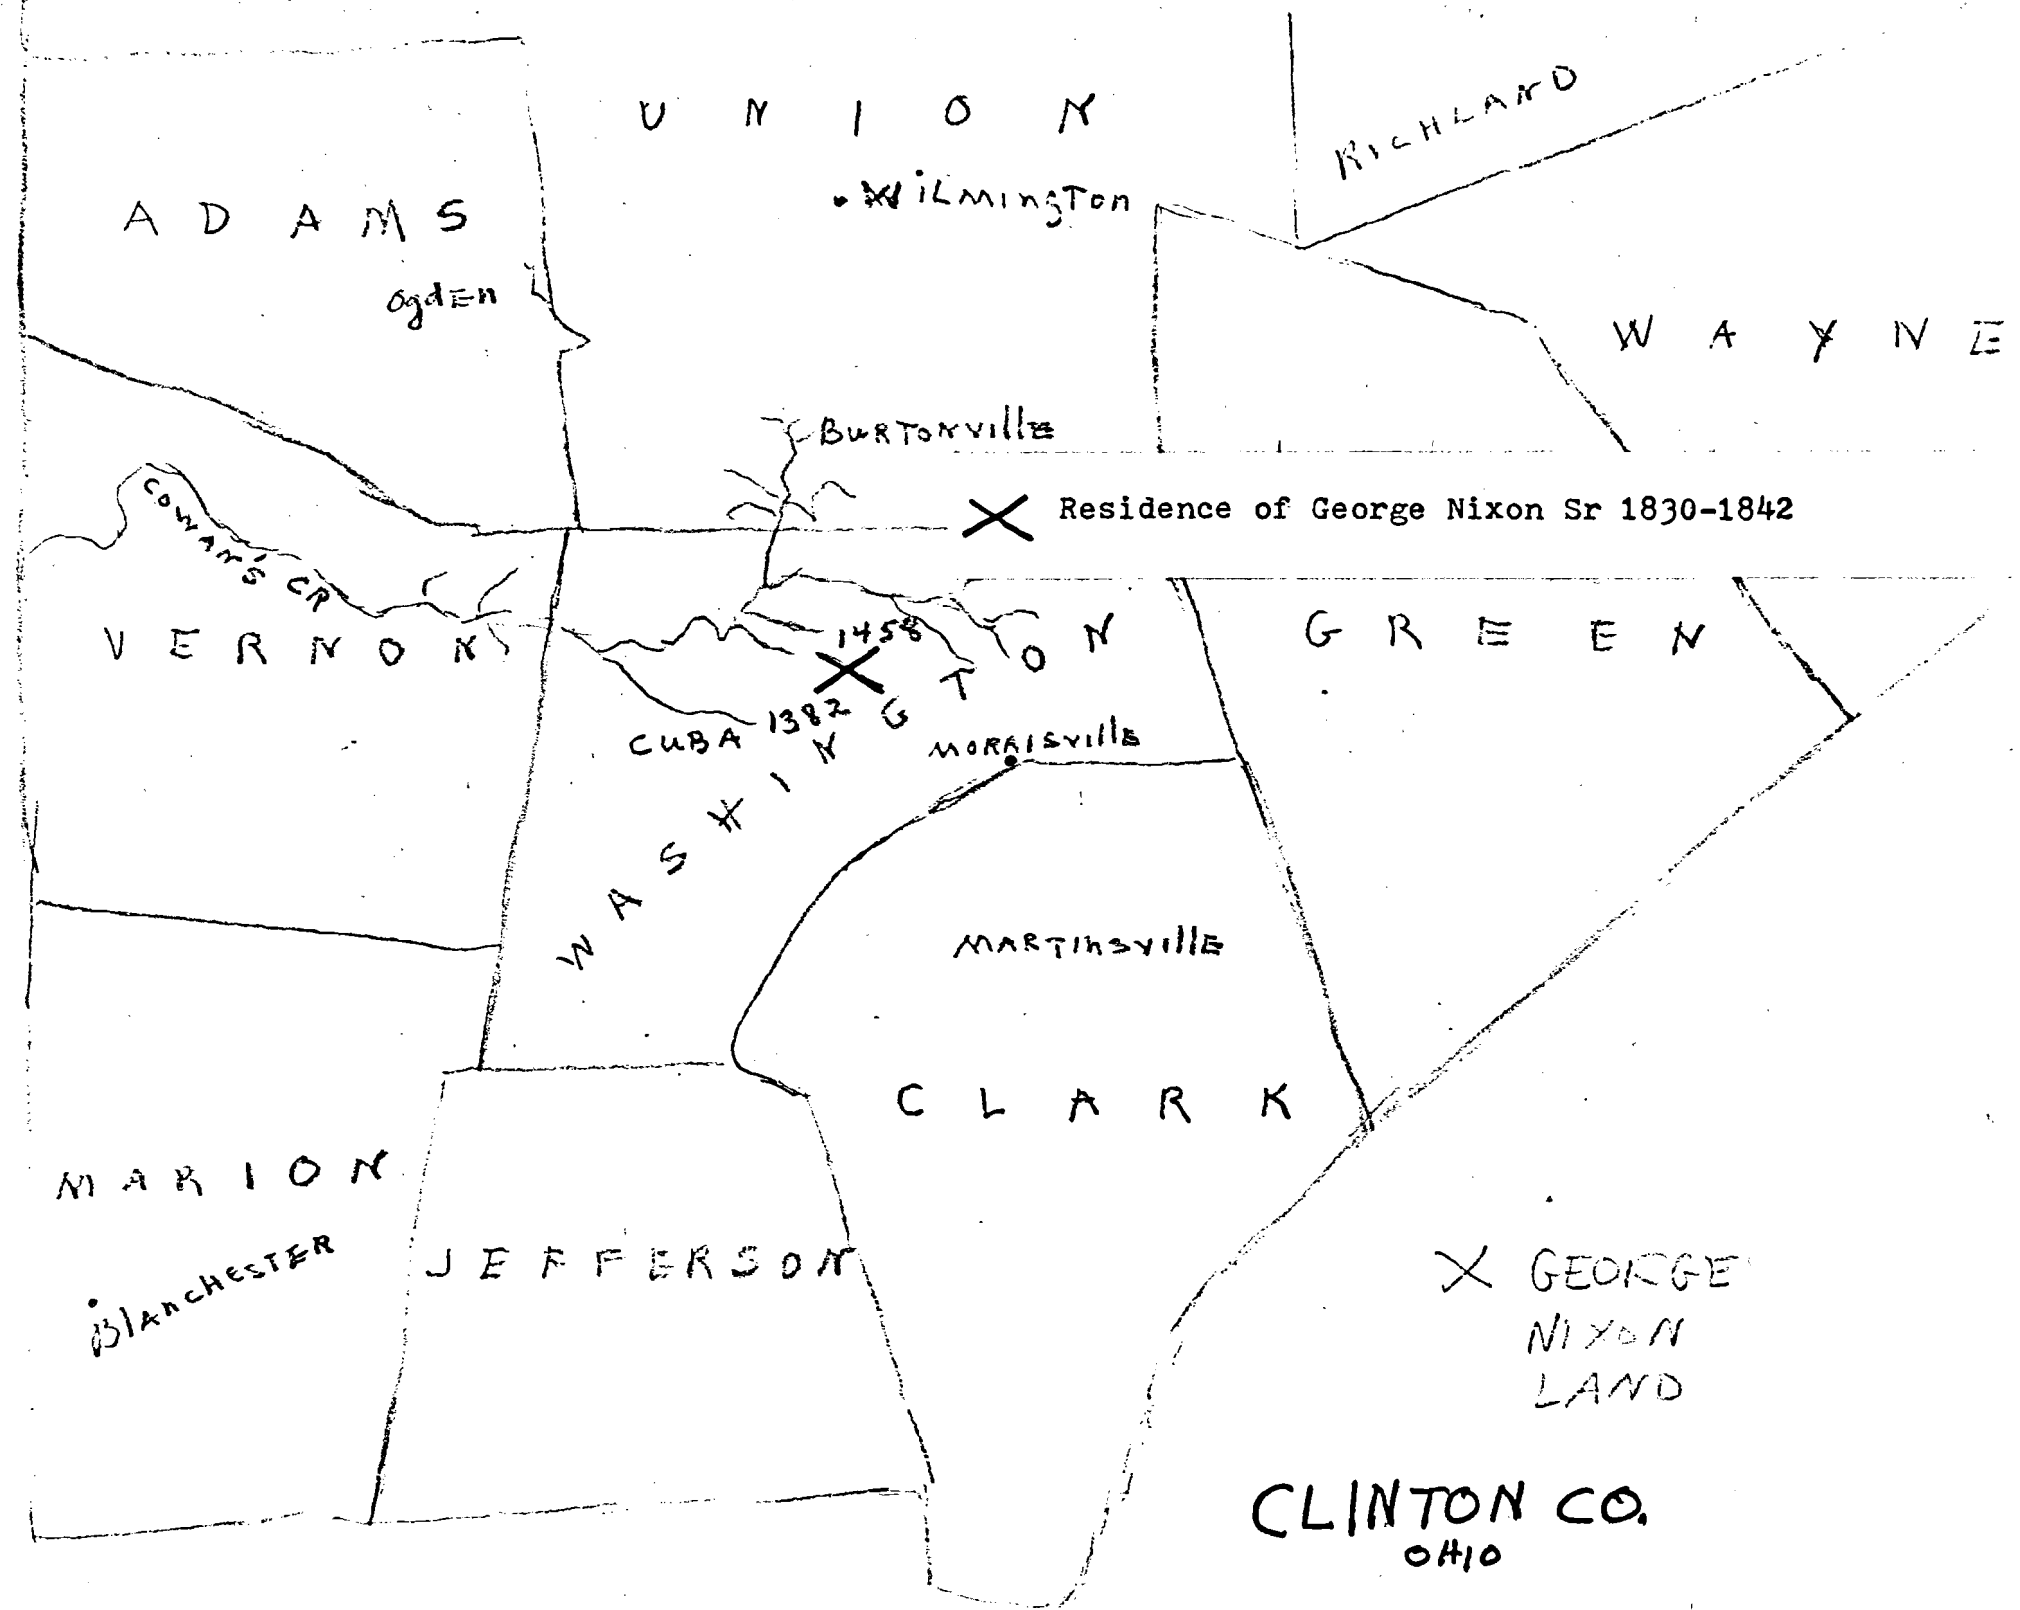 UNION
RICHLAND
WilmingTon
ADAMS
OgdEn
WAYNE
BURTONVillE
Residence of George Nixon Sr 1830-1842
COWAN'S CR
VERNON
1458
GREEN
1382
CUBA
WASHINGTON
MORRISVillE
MARTInsVillE
CLARK
MARION
BlAncHESTER
JEFFERSON
X GEORGE
NIXON
LAND
CLINTON CO.
OHIO